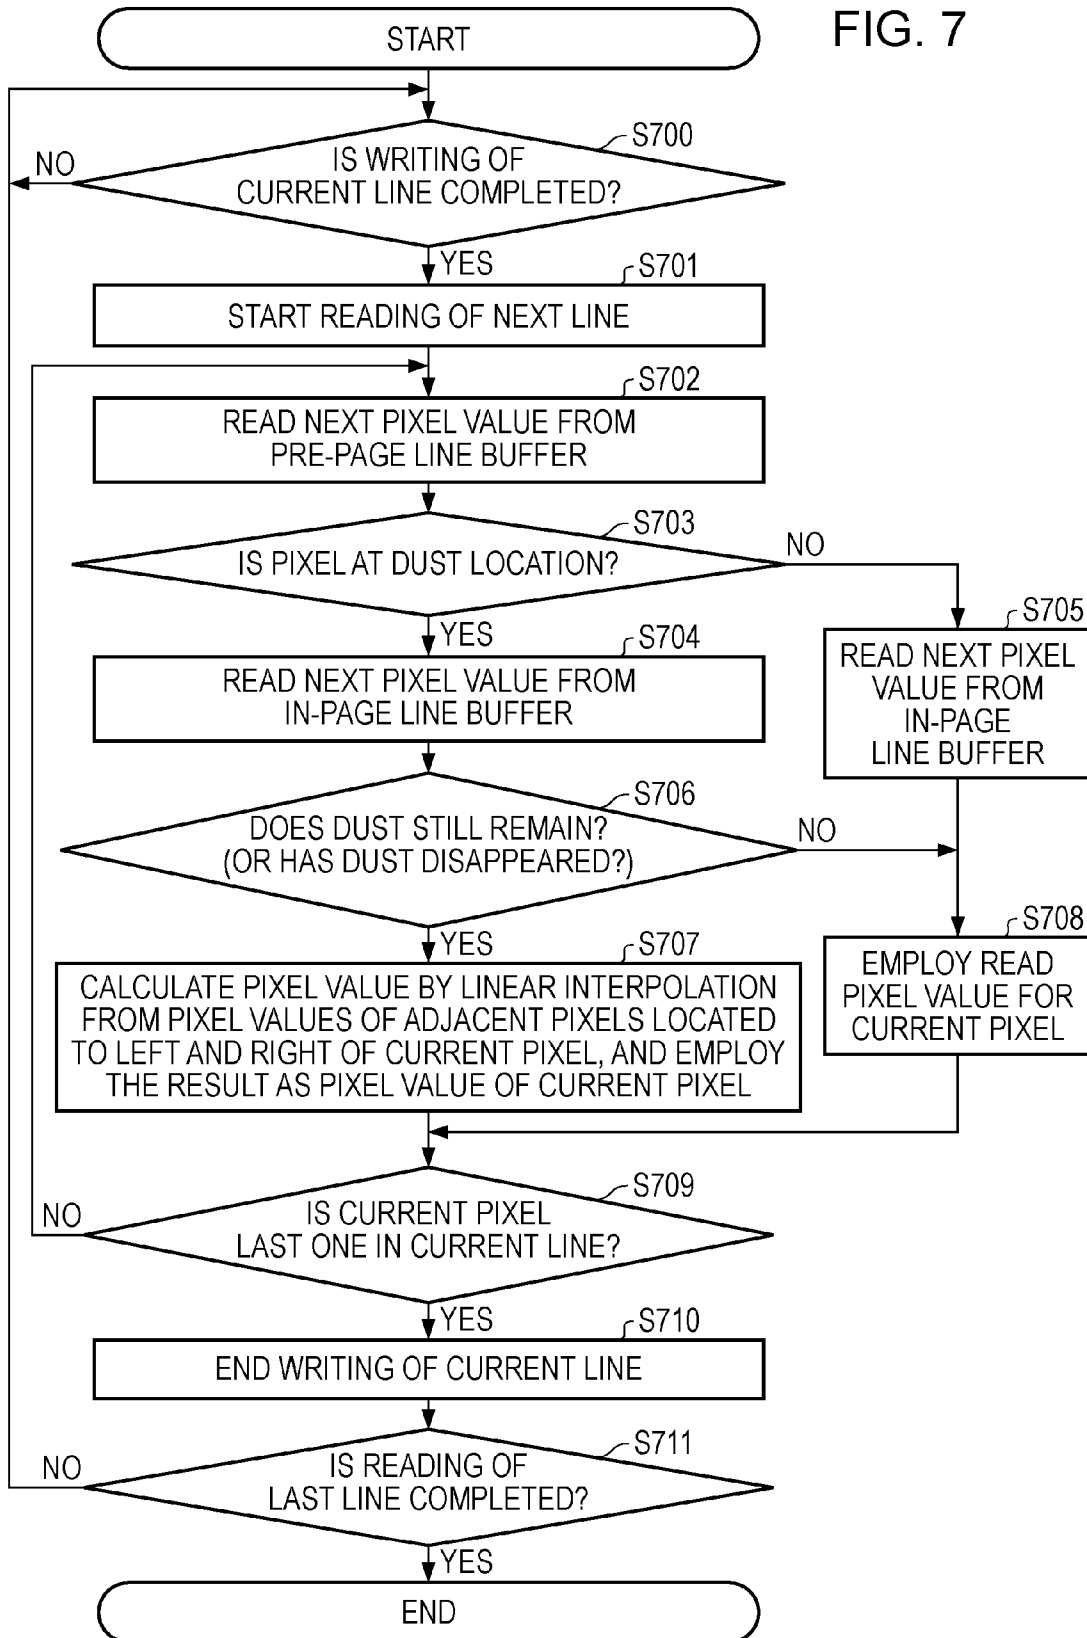 FIG. 7
START
S700
IS WRITING OF
CURRENT LINE COMPLETED?
NO
YES
S701
START READING OF NEXT LINE
S702
READ NEXT PIXEL VALUE FROM
PRE-PAGE LINE BUFFER
S703
IS PIXEL AT DUST LOCATION?
NO
YES
S704
READ NEXT PIXEL VALUE FROM
IN-PAGE LINE BUFFER
S705
READ NEXT PIXEL
VALUE FROM
IN-PAGE
LINE BUFFER
S706
DOES DUST STILL REMAIN?
(OR HAS DUST DISAPPEARED?)
NO
YES
S707
CALCULATE PIXEL VALUE BY LINEAR INTERPOLATION
FROM PIXEL VALUES OF ADJACENT PIXELS LOCATED
TO LEFT AND RIGHT OF CURRENT PIXEL, AND EMPLOY
THE RESULT AS PIXEL VALUE OF CURRENT PIXEL
S708
EMPLOY READ
PIXEL VALUE FOR
CURRENT PIXEL
S709
IS CURRENT PIXEL
LAST ONE IN CURRENT LINE?
NO
YES
S710
END WRITING OF CURRENT LINE
S711
IS READING OF
LAST LINE COMPLETED?
NO
YES
END